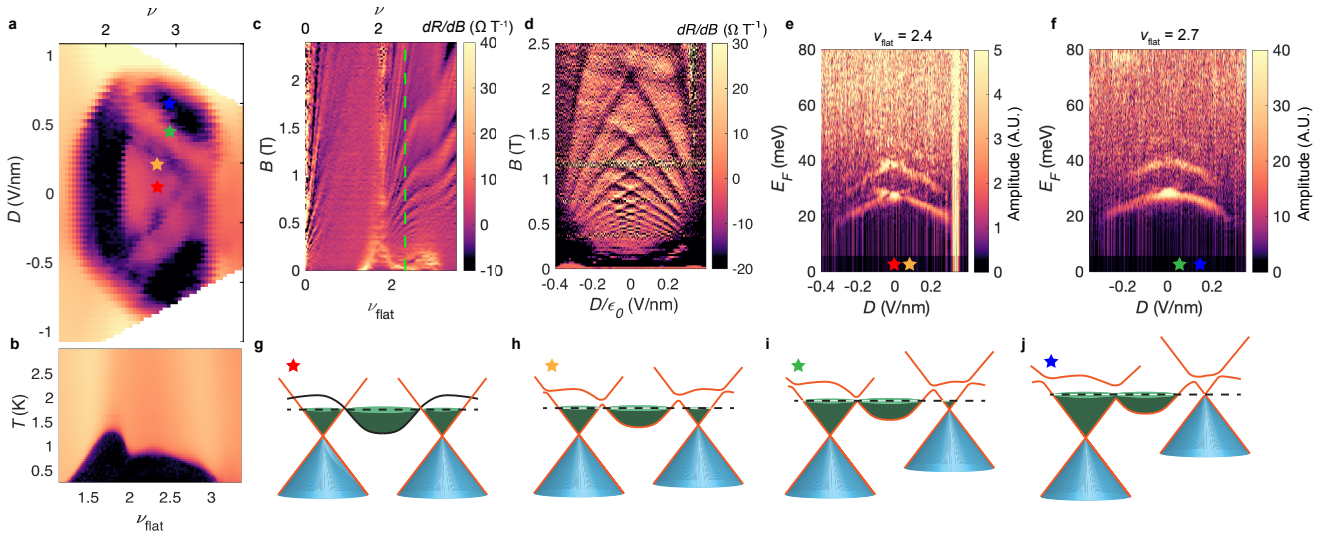 a
ν
2 3
D (V/nm)
1
0.5
0
-0.5
-1
b
T (K)
2.5
2
1.5
1
0.5
1.5 2 2.5 3
ν_flat
c
ν
0 2
dR/dB (Ω T⁻¹)
B (T)
2
1.5
1
0.5
0
0 2
ν_flat
40
30
20
10
0
-10
d
dR/dB (Ω T⁻¹)
B (T)
2.5
2
1.5
1
0.5
0
-0.4 -0.2 0 0.2
D/ϵ₀ (V/nm)
30
20
10
0
-10
-20
e
ν_flat = 2.4
E_F (meV)
80
60
40
20
0
-0.4 -0.2 0 0.2
D (V/nm)
5
4
3
2
1
0
Amplitude (A.U.)
f
ν_flat = 2.7
E_F (meV)
80
60
40
20
0
-0.2 0 0.2
D (V/nm)
40
30
20
10
0
Amplitude (A.U.)
g
h
i
j